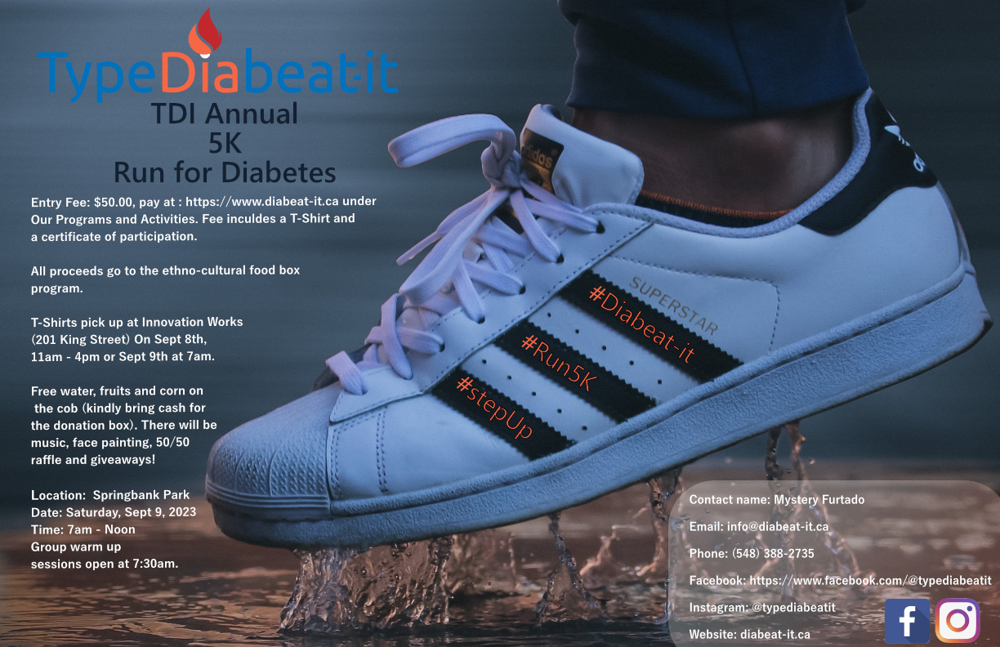 TypeDiabeat-it
TDI Annual
5K
Run for Diabetes
Entry Fee: $50.00, pay at : https://www.diabeat-it.ca under
Our Programs and Activities. Fee inculdes a T-Shirt and
a certificate of participation.
All proceeds go to the ethno-cultural food box
program.
T-Shirts pick up at Innovation Works
(201 King Street) On Sept 8th,
11am - 4pm or Sept 9th at 7am.
Free water, fruits and corn on
the cob (kindly bring cash for
the donation box). There will be
music, face painting, 50/50
raffle and giveaways!
Location: Springbank Park
Date: Saturday, Sept 9, 2023
Time: 7am - Noon
Group warm up
sessions open at 7:30am.
adidas
SUPERSTAR
#Diabeat-it
#Run5K
#stepUp
Contact name: Mystery Furtado
Email: info@diabeat-it.ca
Phone: (548) 388-2735
Facebook: https://www.facebook.com/@typediabeatit
Instagram: @typediabeatit
Website: diabeat-it.ca